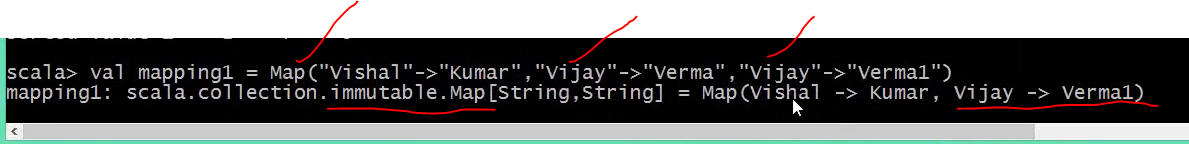 scala> val mapping1 = Map("Vishal"->"Kumar","Vijay"->"Verma","Vijay"->"Verma1")
mapping1: scala.collection.immutable.Map[String,String] = Map(Vishal -> Kumar, Vijay -> Verma1)